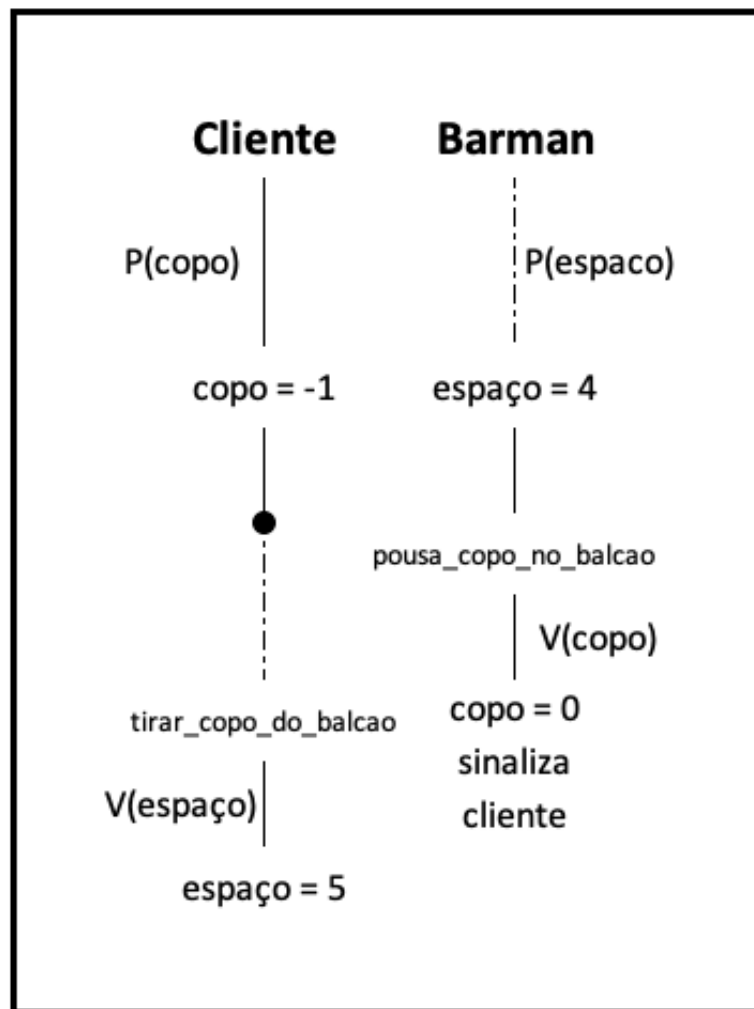 Cliente Barman
P(copo) P(espaco)
copo = -1 espaço = 4
pousa_copo_no_balcao
V(copo)
tirar_copo_do_balcao copo = 0
sinaliza
V(espaço) cliente
espaço = 5